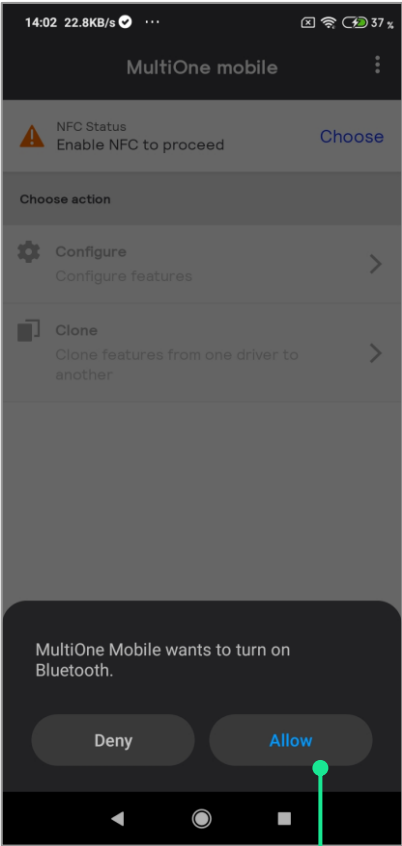 14:02 22.8KB/s ... 37 %
MultiOne mobile
NFC Status
Enable NFC to proceed
Choose
Choose action
Configure
Configure features
Clone
Clone features from one driver to
another
MultiOne Mobile wants to turn on
Bluetooth.
Deny
Allow